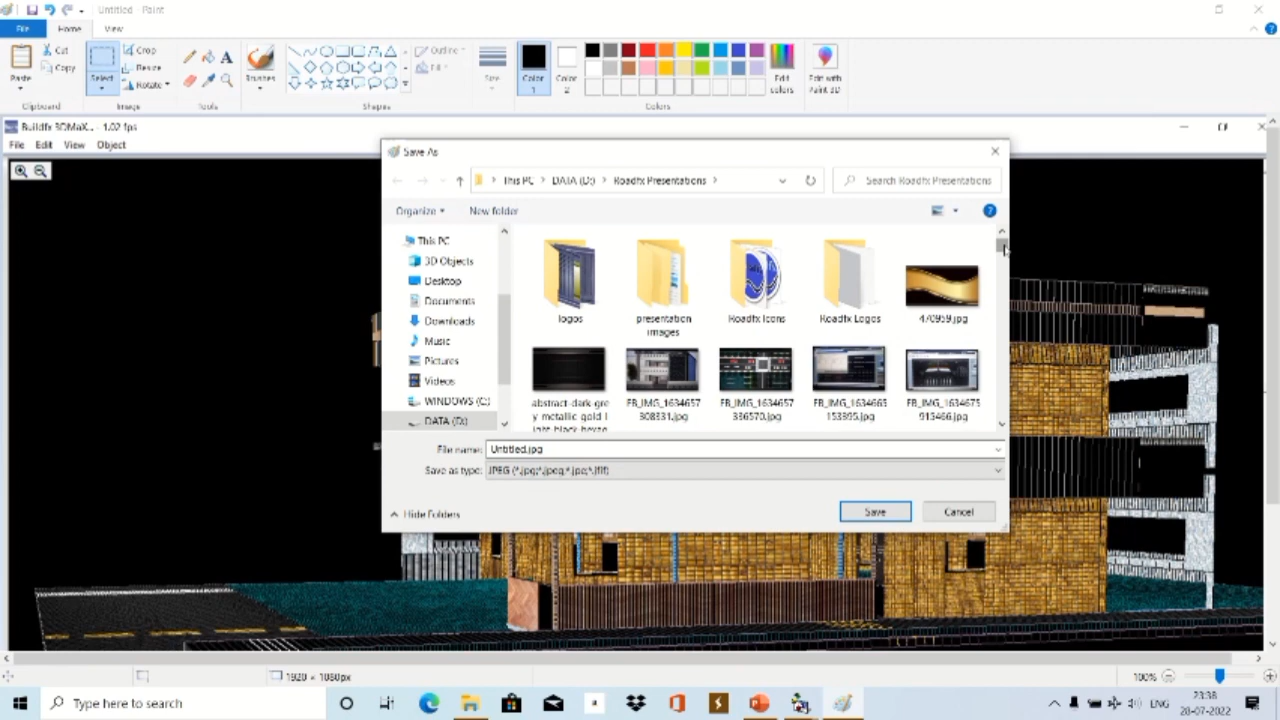 Untitled - Paint
File Home View
Paste Cut Copy
Select Crop Resize Rotate
Brushes
Outline Fill
Size
Color 1
Color 2
Edit colors
Edit with Paint 3D
Clipboard Image Tools Shapes Colors
Buildfx 3DMaX... - 1.02 fps
File Edit View Object
Save As
This PC > DATA (D:) > Roadfx Presentations >
Search Roadfx Presentations
Organize New folder
This PC
3D Objects
Desktop
Documents
Downloads
Music
Pictures
Videos
WINDOWS (C:)
DATA (D:)
logos
presentation images
Roadfx Icons
Roadfx Logos
470959.jpg
abstract-dark-gre
FB_IMG_1634657
308331.jpg
FB_IMG_1634657
336570.jpg
FB_IMG_1634665
153895.jpg
FB_IMG_1634675
915466.jpg
File name: Untitled.jpg
Save as type: JPEG (*.jpg;*.jpeg;*.jpe;*.jfif)
Hide Folders Save Cancel
1920 × 1080px
100%
Type here to search
ENG
23:38
28-07-2022